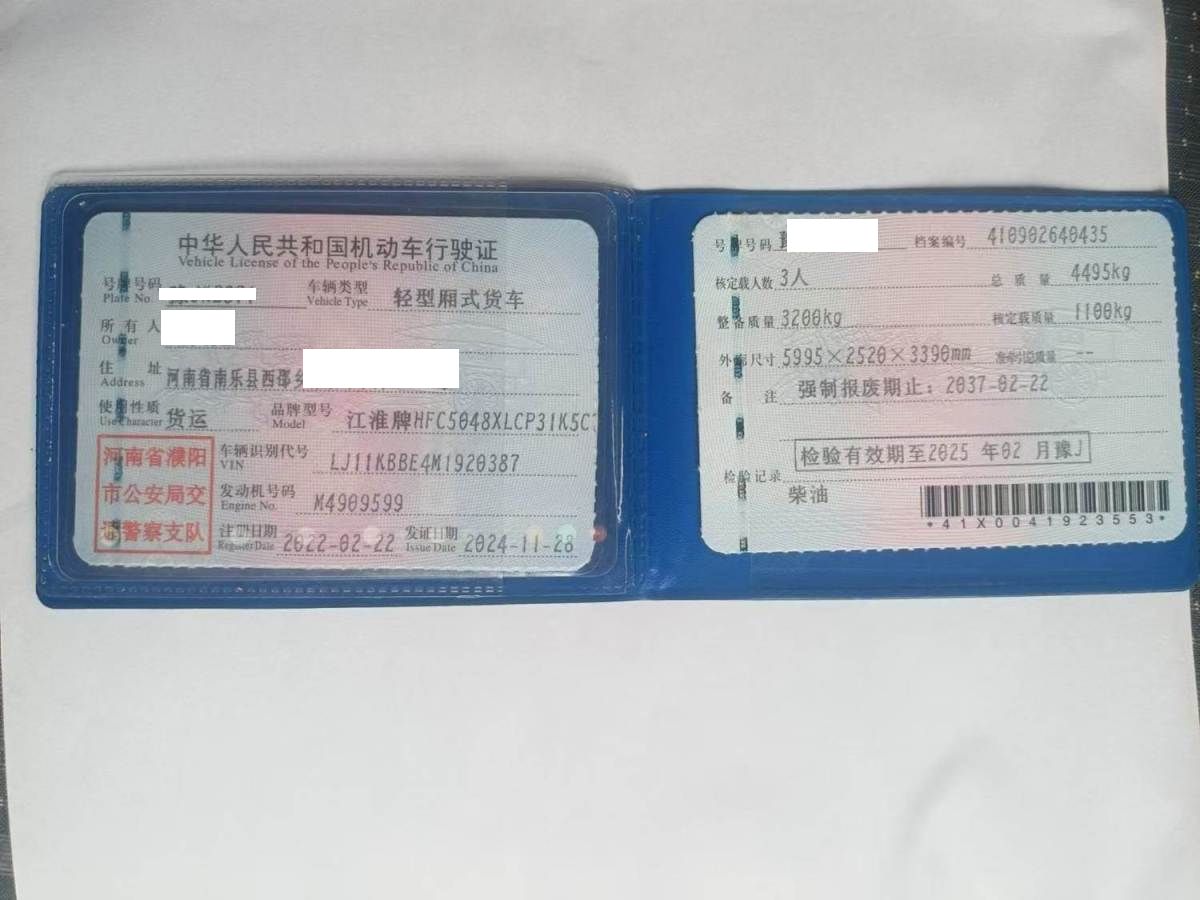 中华人民共和国机动车行驶证
Vehicle License of the People's Republic of China
号牌号码 车辆类型 轻型厢式货车
Plate No. Vehicle Type
所有人
Owner
住址 河南省南乐县西邵乡
Address
使用性质 货运 品牌型号 江淮牌HFC5048XLCP31K5C7
Use Character Model
河南省濮阳
市公安局交
通警察支队
车辆识别代号 LJ11KBBE4M1920387
VIN
发动机号码 M4909599
Engine No.
注册日期 2022-02-22 发证日期 2024-11-28
Register Date Issue Date
号牌号码 档案编号 410902640435
核定载人数 3人 总质量 4495kg
整备质量 3200kg 核定载质量 1100kg
外廓尺寸 5995×2520×3390mm 准牵引总质量 --
备注 强制报废期止：2037-02-22
检验有效期至2025 年02 月豫J
检验记录
柴油
*41X0041923553*